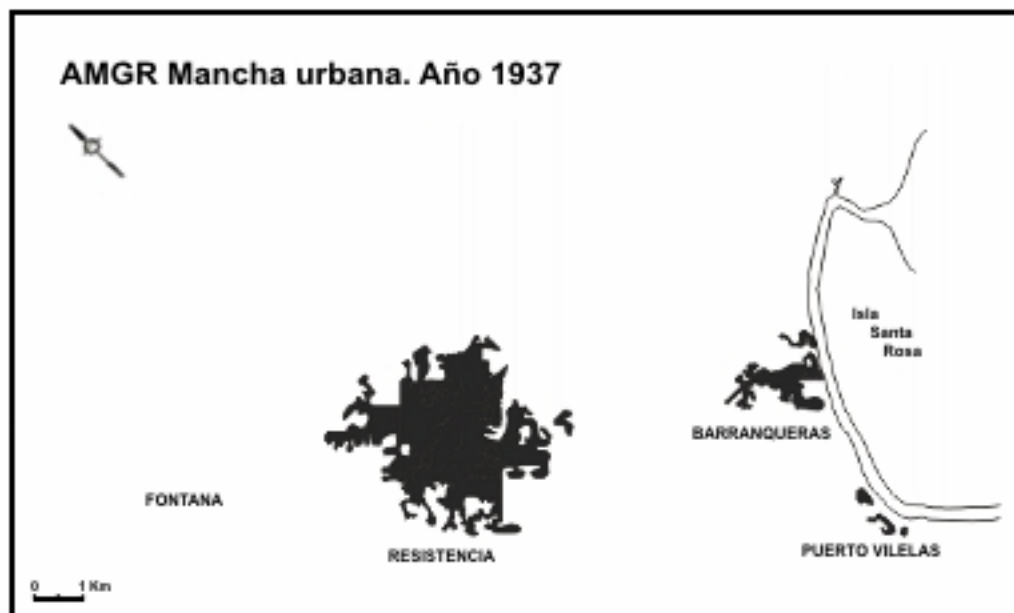 AMGR Mancha urbana. Año 1937
Isla
Santa
Rosa
BARRANQUERAS
FONTANA
RESISTENCIA
PUERTO VILELAS
0 1 Km